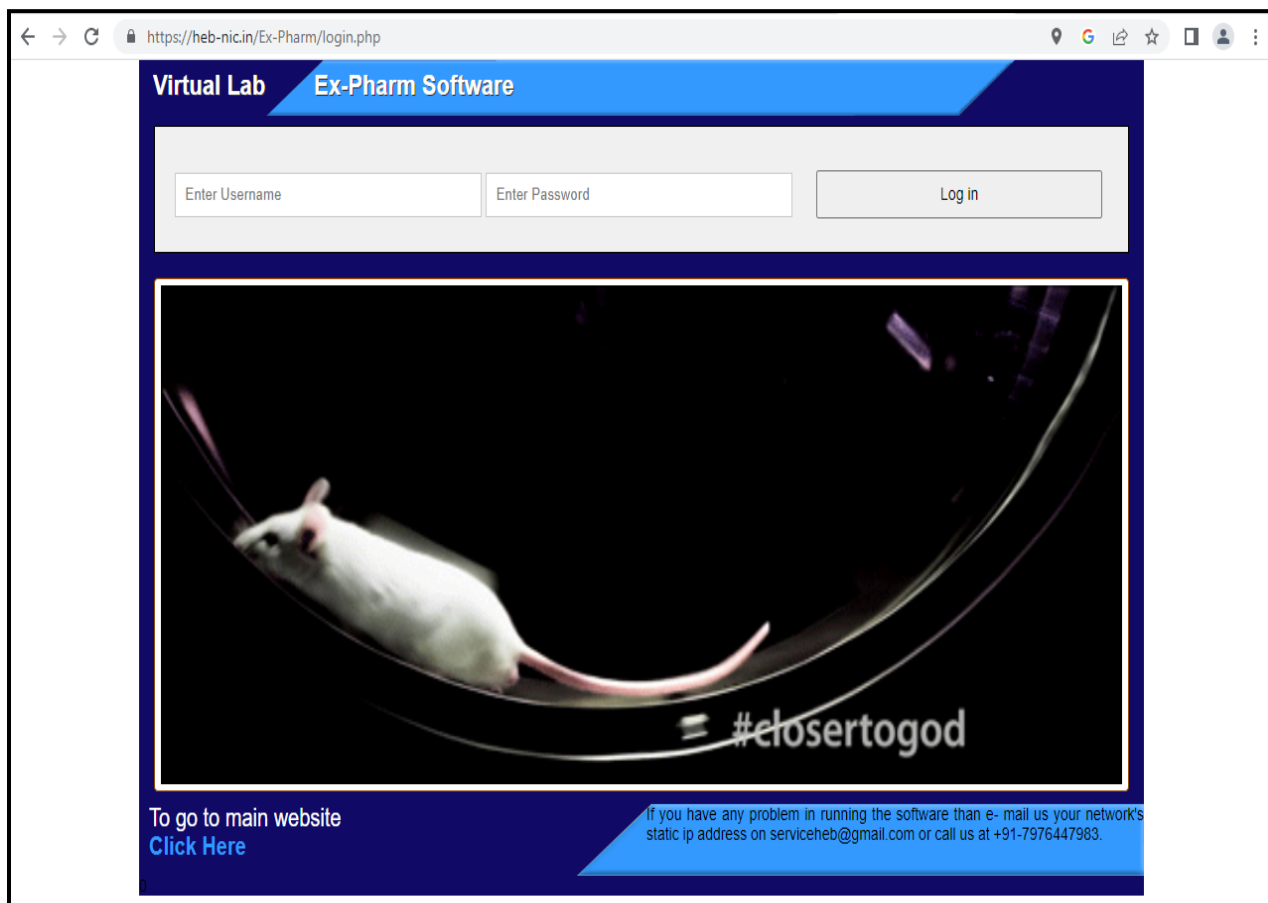 https://heb-nic.in/Ex-Pharm/login.php
Virtual Lab
Ex-Pharm Software
Enter Username
Enter Password
Log in
#closertogod
To go to main website
Click Here
If you have any problem in running the software than e- mail us your network's
static ip address on serviceheb@gmail.com or call us at +91-7976447983.
0